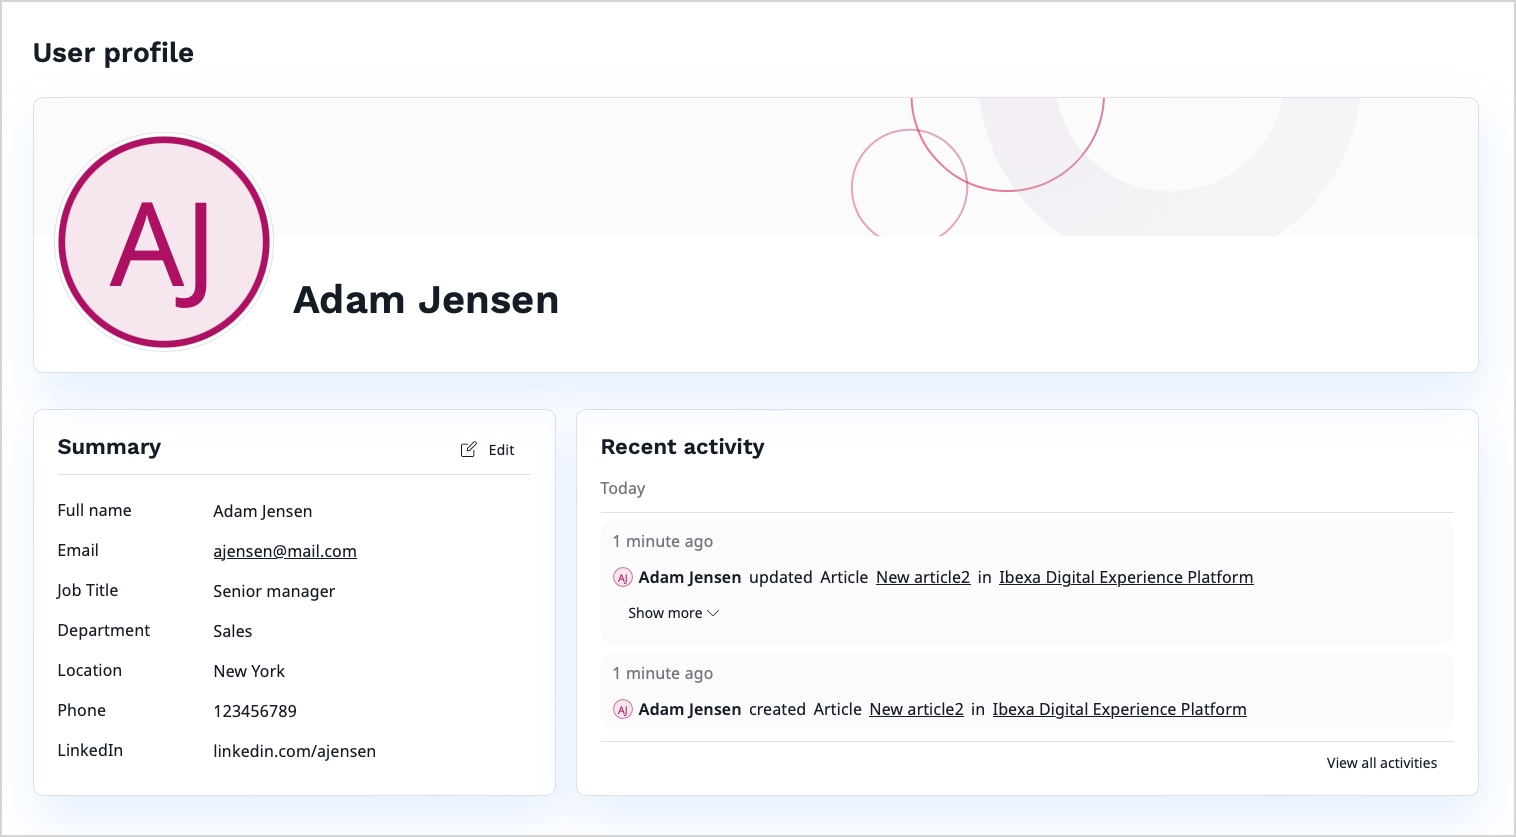 User profile
AJ
Adam Jensen
Summary
Edit
Full name Adam Jensen
Email ajensen@mail.com
Job Title Senior manager
Department Sales
Location New York
Phone 123456789
LinkedIn linkedin.com/ajensen
Recent activity
Today
1 minute ago
AJ Adam Jensen updated Article New article2 in Ibexa Digital Experience Platform
Show more
1 minute ago
AJ Adam Jensen created Article New article2 in Ibexa Digital Experience Platform
View all activities